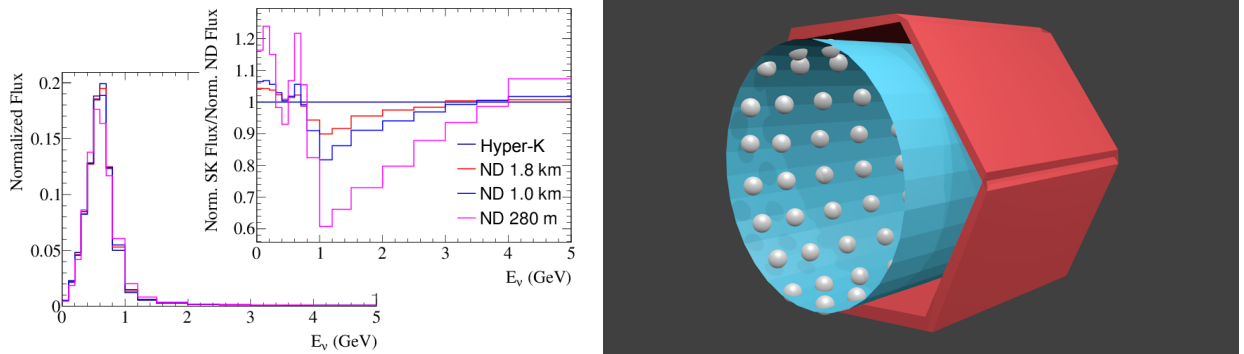 Normalized Flux
0.2
0.15
0.1
0.05
0
0 1 2 3 4 5
E_ν (GeV)
Norm. SK Flux/Norm. ND Flux
1.2
1.1
1
0.9
0.8
0.7
0.6
Hyper-K
ND 1.8 km
ND 1.0 km
ND 280 m
0 1 2 3 4 5
E_ν (GeV)